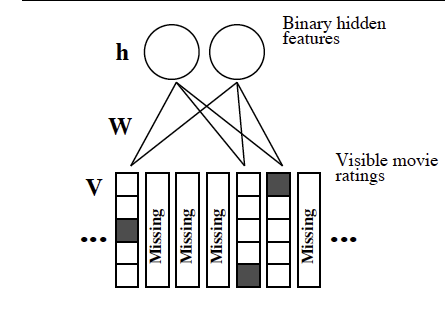 Binary hidden
features
h
W
Visible movie
ratings
V
... Missing Missing Missing Missing ...